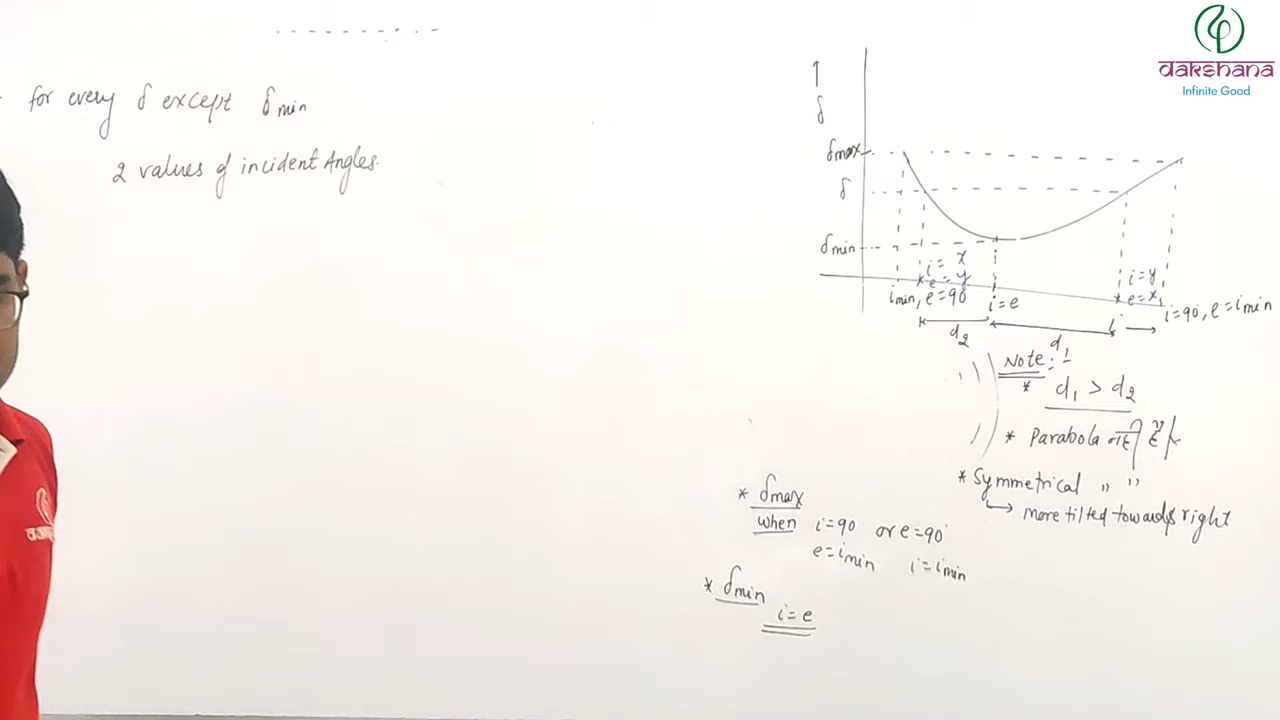 dakshana
Infinite Good
for every δ except δmin
2 values of incident Angles.
↑
δ
δmax
δ
δmin
i = x
e = y
i = y
e = x
imin, e = 90
i = e
i
i = 90, e = imin
d2
d1
Note :-
* d1 > d2
* Parabola नहीं है
* Symmetrical " "
↳ more tilted towards right
* δmax
when i = 90 or e = 90
e = imin i = imin
* δmin
i = e